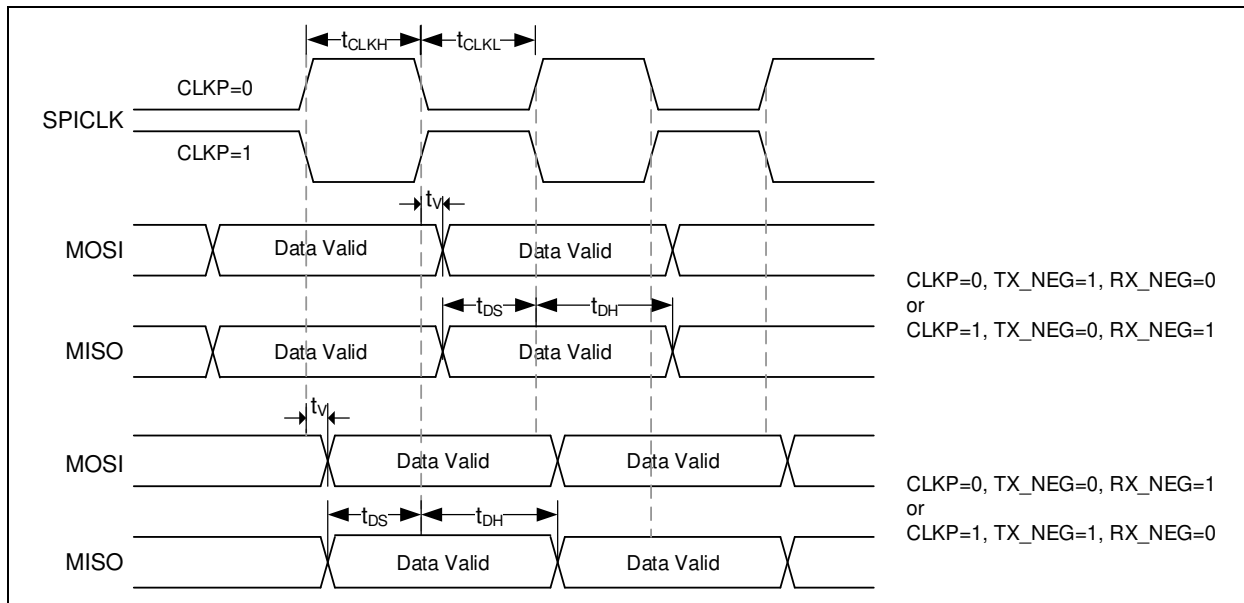 tCLKH tCLKL
CLKP=0
SPICLK
CLKP=1
tV
MOSI Data Valid Data Valid
CLKP=0, TX_NEG=1, RX_NEG=0
or
CLKP=1, TX_NEG=0, RX_NEG=1
tDS tDH
MISO Data Valid Data Valid
tV
MOSI Data Valid Data Valid
CLKP=0, TX_NEG=0, RX_NEG=1
or
CLKP=1, TX_NEG=1, RX_NEG=0
tDS tDH
MISO Data Valid Data Valid